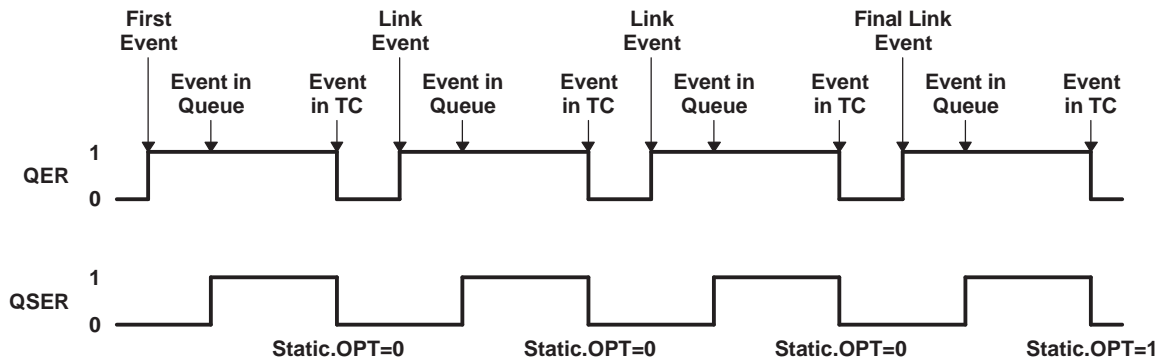 First
Event
Link
Event
Link
Event
Final Link
Event
Event in
Queue
Event
in TC
Event in
Queue
Event
in TC
Event in
Queue
Event
in TC
Event in
Queue
Event
in TC
1
QER
0
1
QSER
0
Static.OPT=0
Static.OPT=0
Static.OPT=0
Static.OPT=1